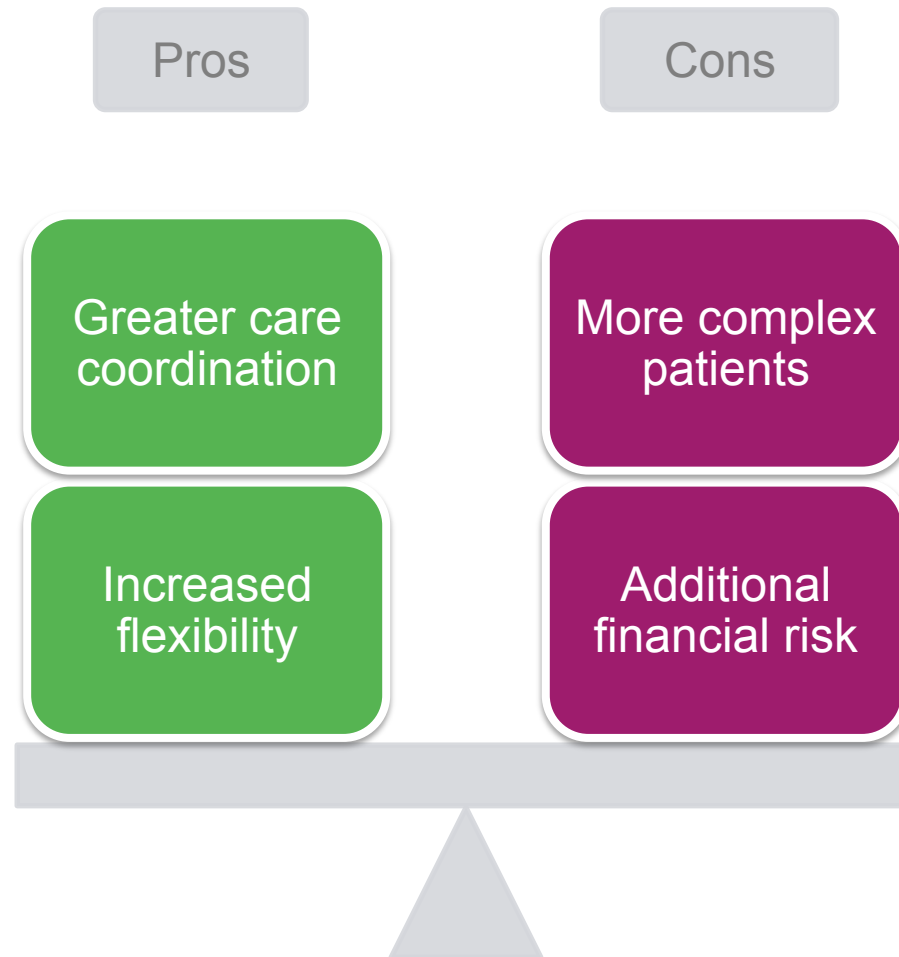 Pros
Cons
Greater care
coordination
More complex
patients
Increased
flexibility
Additional
financial risk